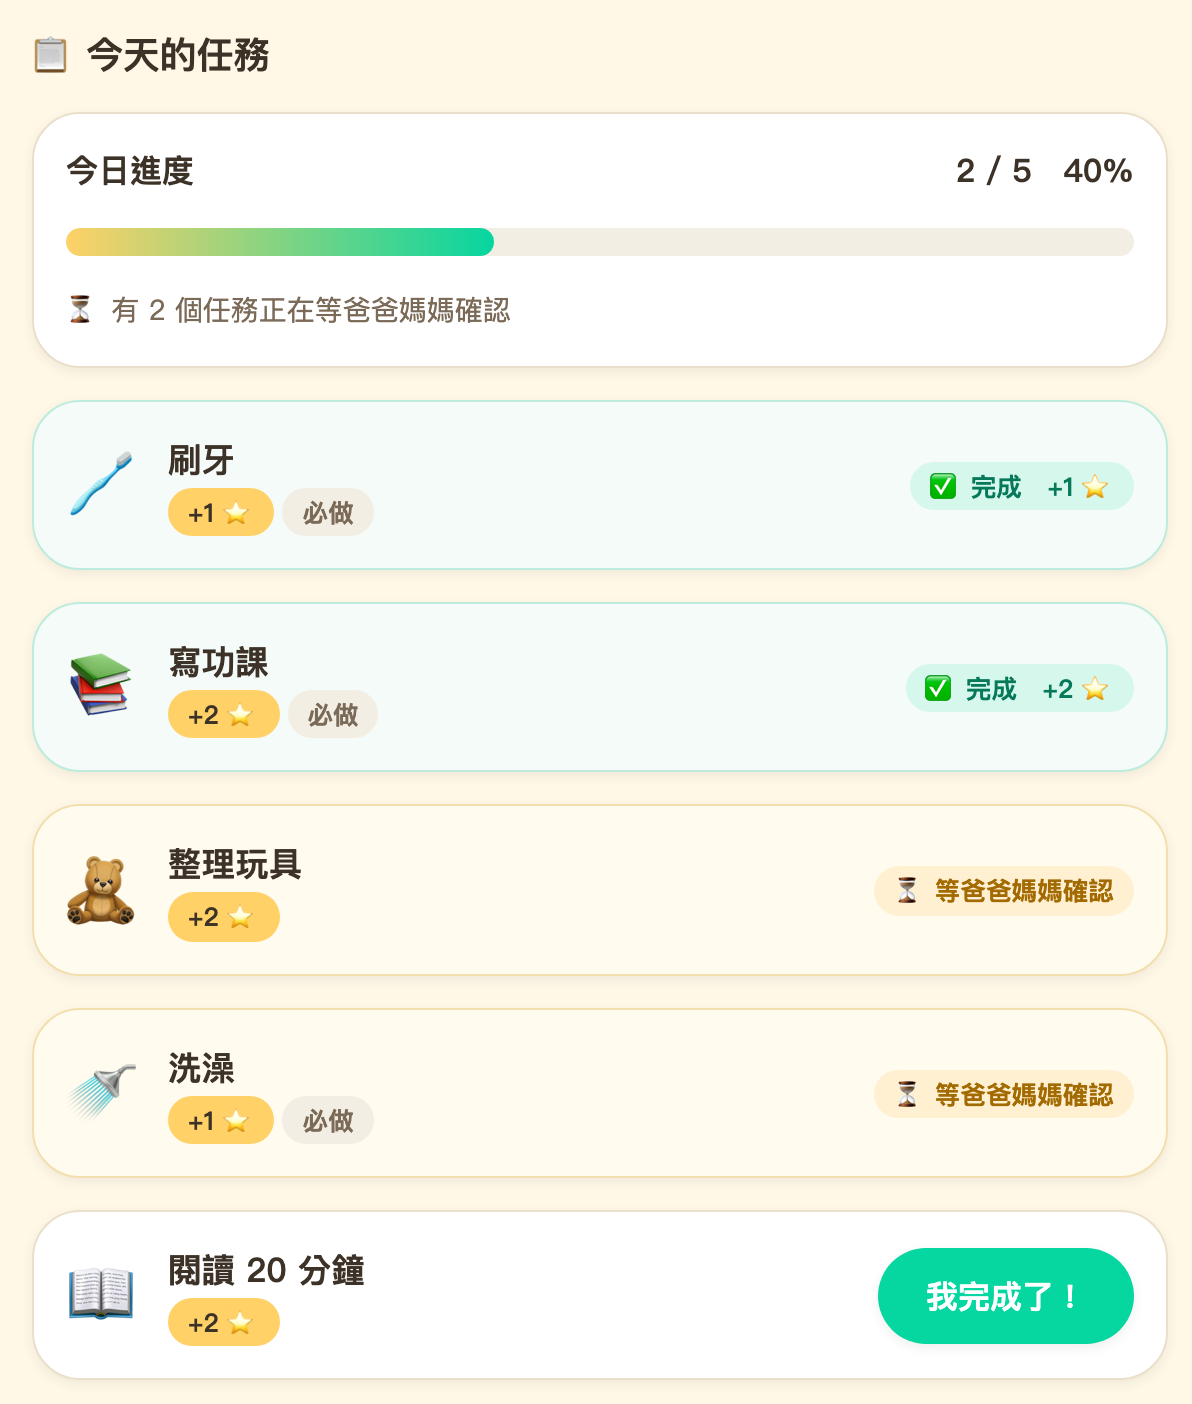 📋 今天的任務
今日進度 2 / 5 40%
⏳ 有 2 個任務正在等爸爸媽媽確認
刷牙
+1 ⭐ 必做
✅ 完成 +1 ⭐
寫功課
+2 ⭐ 必做
✅ 完成 +2 ⭐
整理玩具
+2 ⭐
⏳ 等爸爸媽媽確認
洗澡
+1 ⭐ 必做
⏳ 等爸爸媽媽確認
閱讀 20 分鐘
+2 ⭐
我完成了！